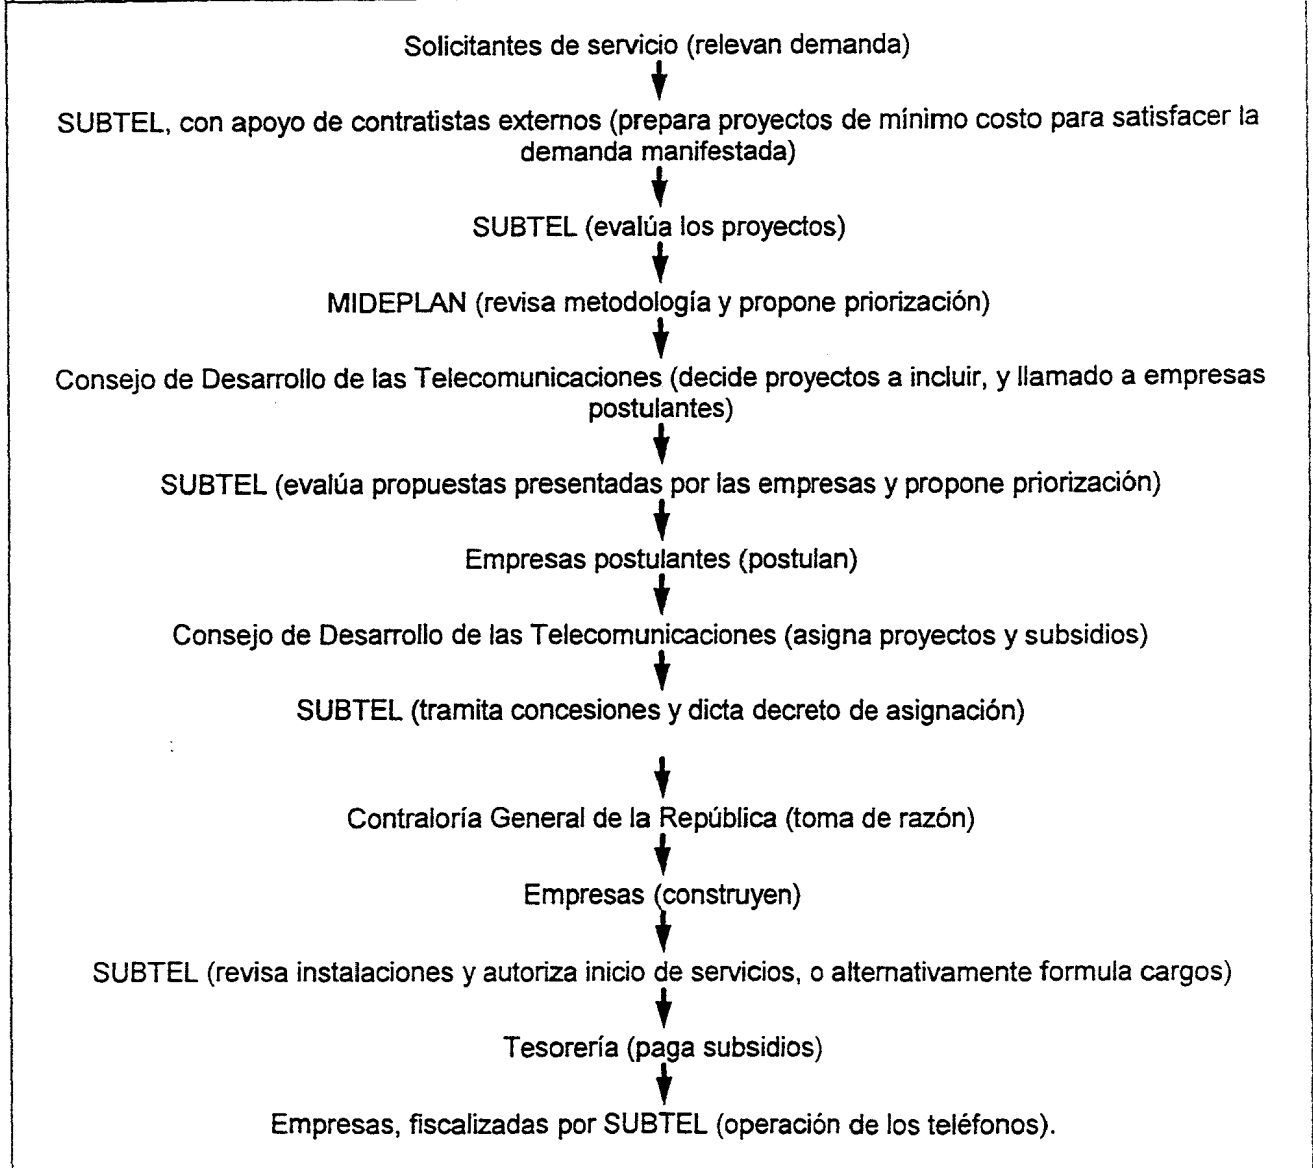 Solicitantes de servicio (relevan demanda)
SUBTEL, con apoyo de contratistas externos (prepara proyectos de mínimo costo para satisfacer la
demanda manifestada)
SUBTEL (evalúa los proyectos)
MIDEPLAN (revisa metodología y propone priorización)
Consejo de Desarrollo de las Telecomunicaciones (decide proyectos a incluir, y llamado a empresas
postulantes)
SUBTEL (evalúa propuestas presentadas por las empresas y propone priorización)
Empresas postulantes (postulan)
Consejo de Desarrollo de las Telecomunicaciones (asigna proyectos y subsidios)
SUBTEL (tramita concesiones y dicta decreto de asignación)
Contraloría General de la República (toma de razón)
Empresas (construyen)
SUBTEL (revisa instalaciones y autoriza inicio de servicios, o alternativamente formula cargos)
Tesorería (paga subsidios)
Empresas, fiscalizadas por SUBTEL (operación de los teléfonos).